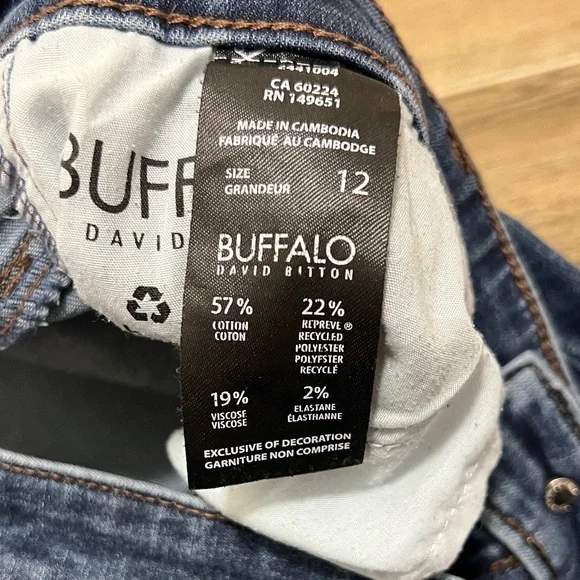 2441004
CA 60224
RN 149651
MADE IN CAMBODIA
FABRIQUÉ AU CAMBODGE
SIZE
GRANDEUR
12
BUFFALO
DAVID BITTON
57%
COTTON
COTON
22%
REPREVE®
RECYCLED
POLYESTER
POLYESTER
RECYCLÉ
19%
VISCOSE
VISCOSE
2%
ELASTANE
ÉLASTHANNE
EXCLUSIVE OF DECORATION
GARNITURE NON COMPRISE
BUFF
DAVID